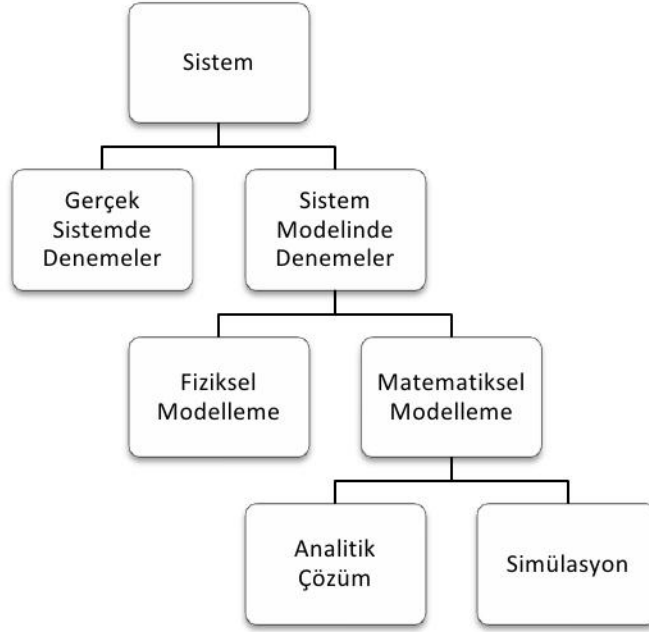 Sistem
Gerçek
Sistemde
Denemeler
Sistem
Modelinde
Denemeler
Fiziksel
Modelleme
Matematiksel
Modelleme
Analitik
Çözüm
Simülasyon